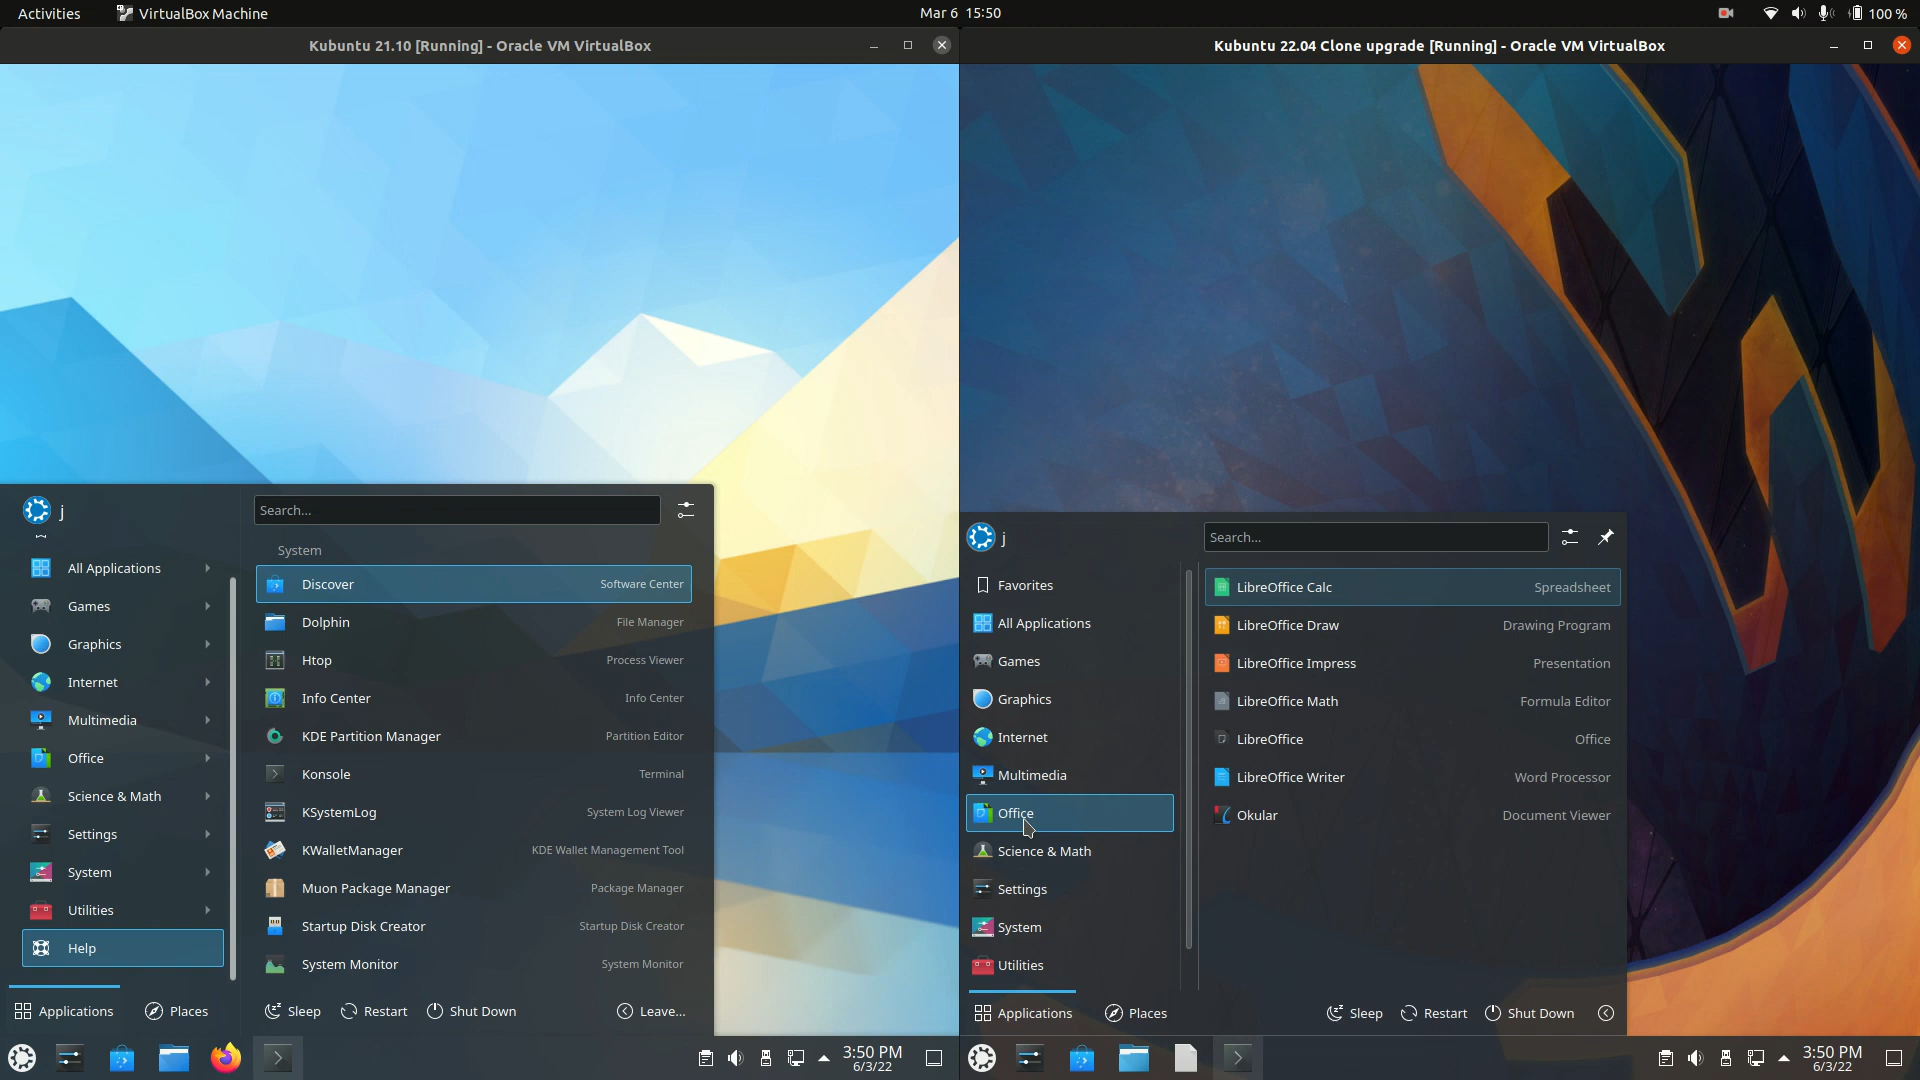 Activities
VirtualBox Machine
Mar 6 15:50
100 %
Kubuntu 21.10 [Running] - Oracle VM VirtualBox
j
Search...
All Applications
Games
Graphics
Internet
Multimedia
Office
Science & Math
Settings
System
Utilities
Help
System
Discover Software Center
Dolphin File Manager
Htop Process Viewer
Info Center Info Center
KDE Partition Manager Partition Editor
Konsole Terminal
KSystemLog System Log Viewer
KWalletManager KDE Wallet Management Tool
Muon Package Manager Package Manager
Startup Disk Creator Startup Disk Creator
System Monitor System Monitor
Applications
Places
Sleep
Restart
Shut Down
Leave...
3:50 PM
6/3/22
Kubuntu 22.04 Clone upgrade [Running] - Oracle VM VirtualBox
j
Search...
Favorites
All Applications
Games
Graphics
Internet
Multimedia
Office
Science & Math
Settings
System
Utilities
LibreOffice Calc Spreadsheet
LibreOffice Draw Drawing Program
LibreOffice Impress Presentation
LibreOffice Math Formula Editor
LibreOffice Office
LibreOffice Writer Word Processor
Okular Document Viewer
Applications
Places
Sleep
Restart
Shut Down
3:50 PM
6/3/22